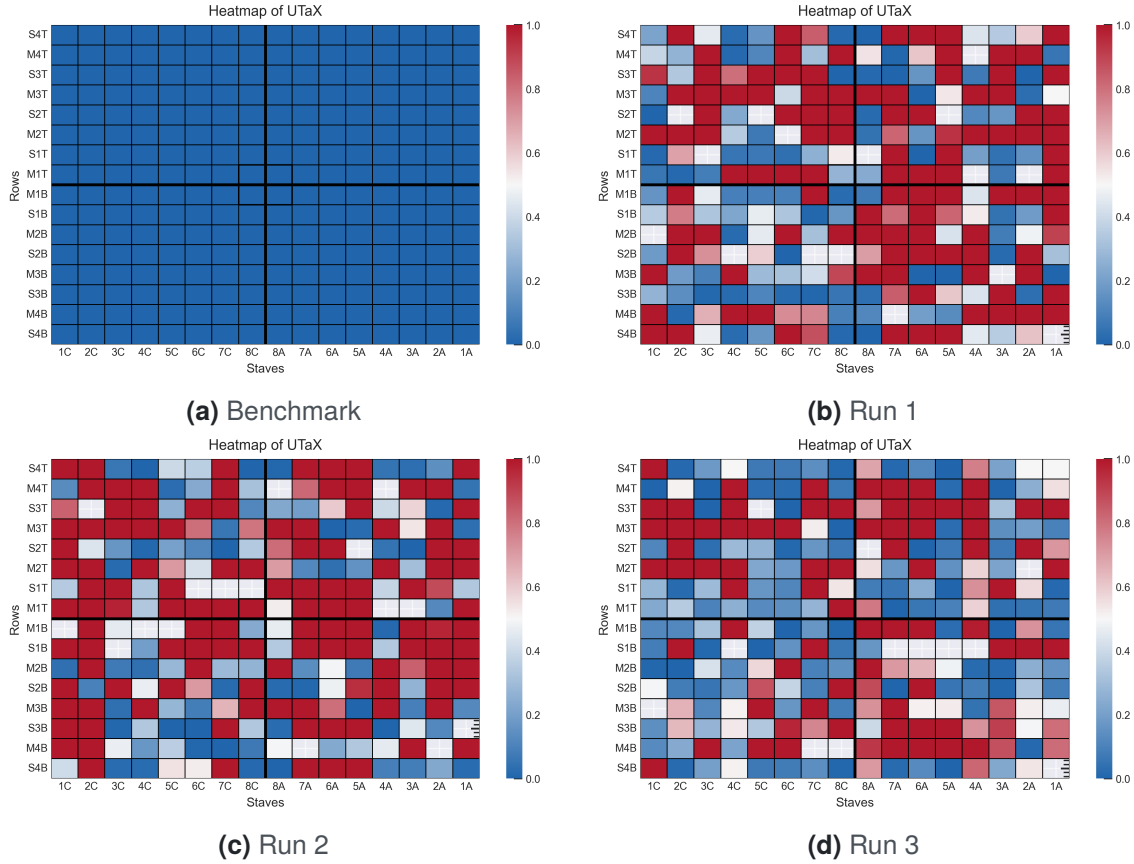 Heatmap of UTaX
Rows
S4T
M4T
S3T
M3T
S2T
M2T
S1T
M1T
M1B
S1B
M2B
S2B
M3B
S3B
M4B
S4B
1C 2C 3C 4C 5C 6C 7C 8C 8A 7A 6A 5A 4A 3A 2A 1A
Staves
1.0
0.8
0.6
0.4
0.2
0.0
(a) Benchmark
Heatmap of UTaX
Rows
S4T
M4T
S3T
M3T
S2T
M2T
S1T
M1T
M1B
S1B
M2B
S2B
M3B
S3B
M4B
S4B
1C 2C 3C 4C 5C 6C 7C 8C 8A 7A 6A 5A 4A 3A 2A 1A
Staves
1.0
0.8
0.6
0.4
0.2
0.0
(b) Run 1
Heatmap of UTaX
Rows
S4T
M4T
S3T
M3T
S2T
M2T
S1T
M1T
M1B
S1B
M2B
S2B
M3B
S3B
M4B
S4B
1C 2C 3C 4C 5C 6C 7C 8C 8A 7A 6A 5A 4A 3A 2A 1A
Staves
1.0
0.8
0.6
0.4
0.2
0.0
(c) Run 2
Heatmap of UTaX
Rows
S4T
M4T
S3T
M3T
S2T
M2T
S1T
M1T
M1B
S1B
M2B
S2B
M3B
S3B
M4B
S4B
1C 2C 3C 4C 5C 6C 7C 8C 8A 7A 6A 5A 4A 3A 2A 1A
Staves
1.0
0.8
0.6
0.4
0.2
0.0
(d) Run 3